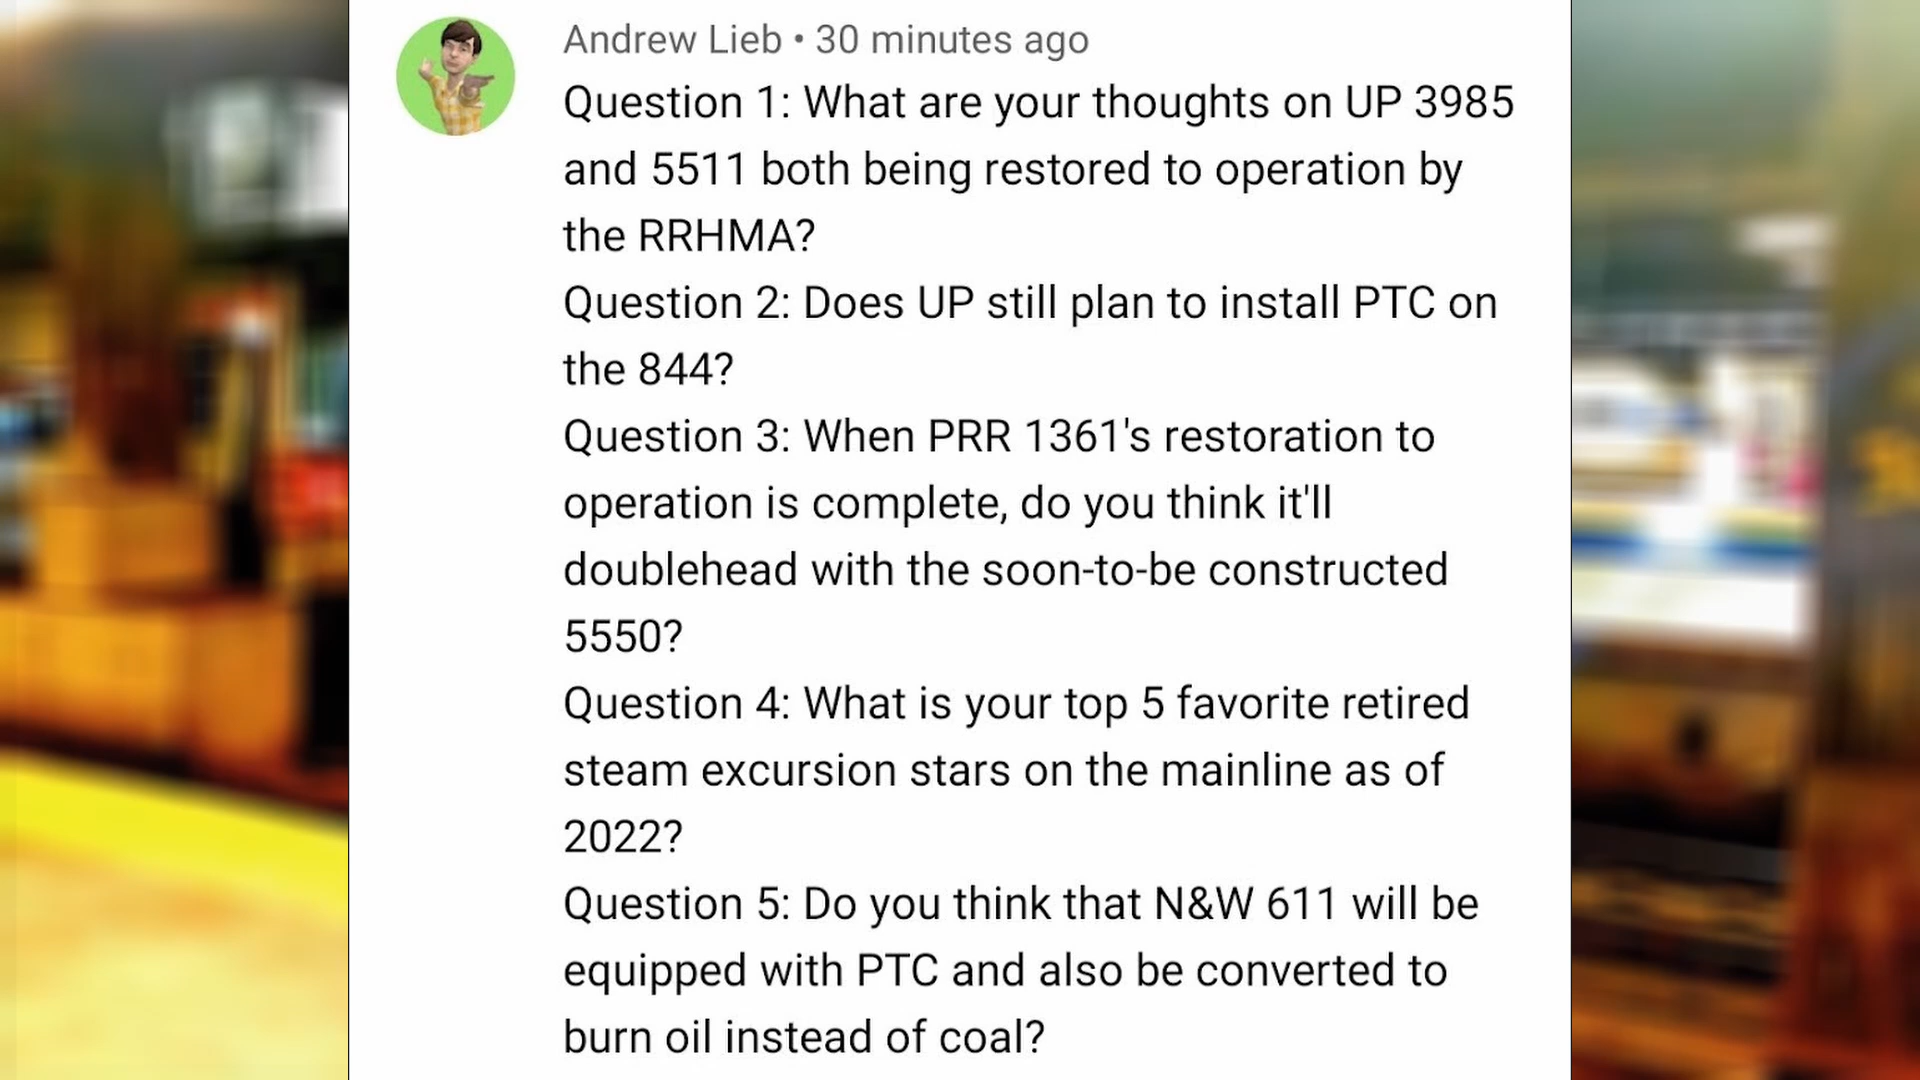 Andrew Lieb • 30 minutes ago
Question 1: What are your thoughts on UP 3985
and 5511 both being restored to operation by
the RRHMA?
Question 2: Does UP still plan to install PTC on
the 844?
Question 3: When PRR 1361's restoration to
operation is complete, do you think it'll
doublehead with the soon-to-be constructed
5550?
Question 4: What is your top 5 favorite retired
steam excursion stars on the mainline as of
2022?
Question 5: Do you think that N&W 611 will be
equipped with PTC and also be converted to
burn oil instead of coal?